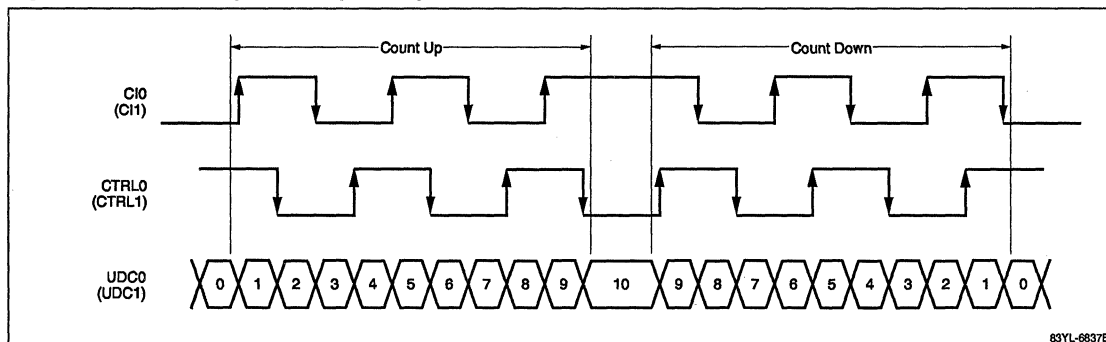 Count Up
Count Down
CI0
(CI1)
CTRL0
(CTRL1)
UDC0
(UDC1)
0 1 2 3 4 5 6 7 8 9 10 9 8 7 6 5 4 3 2 1 0
83YL-6837B